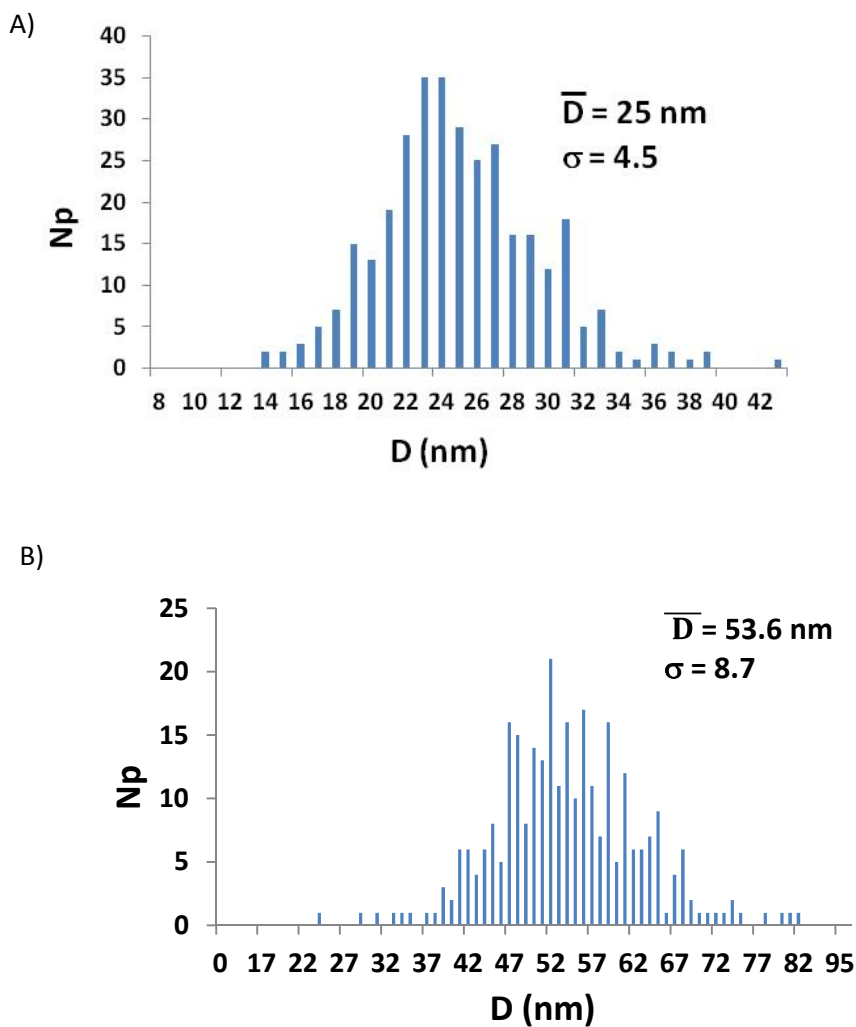 A)
40
35
30
25
20
15
10
5
0
Np
D̅ = 25 nm
σ = 4.5
8 10 12 14 16 18 20 22 24 26 28 30 32 34 36 38 40 42
D (nm)
B)
25
20
15
10
5
0
Np
D̅ = 53.6 nm
σ = 8.7
0 17 22 27 32 37 42 47 52 57 62 67 72 77 82 95
D (nm)